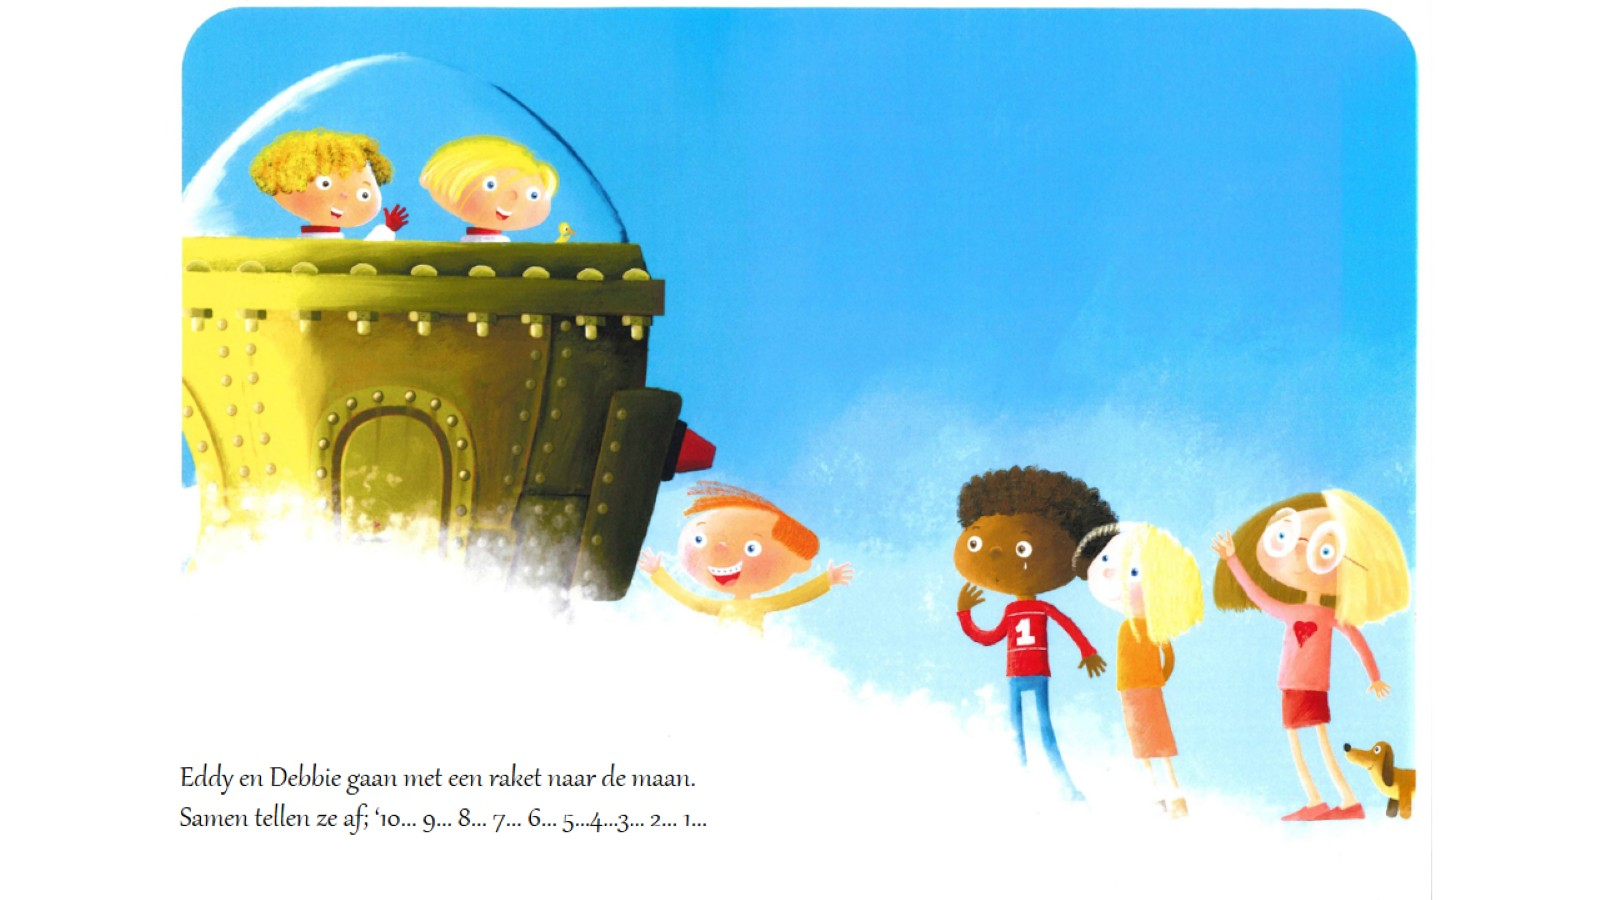 1
Eddy en Debbie gaan met een raket naar de maan.
Samen tellen ze af; ‘10... 9... 8... 7... 6... 5...4...3... 2... 1...